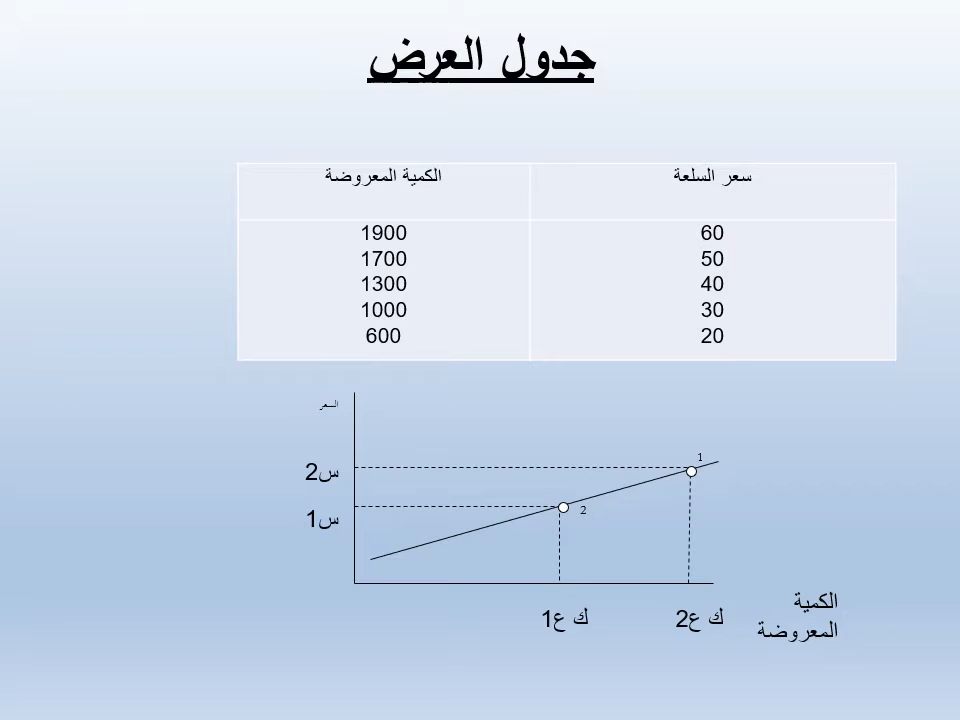 جدول العرض
سعر السلعة	الكمية المعروضة
60	1900
50	1700
40	1300
30	1000
20	600
السعر
1
س2
2
س1
ك ع1
ك ع2
الكمية
المعروضة